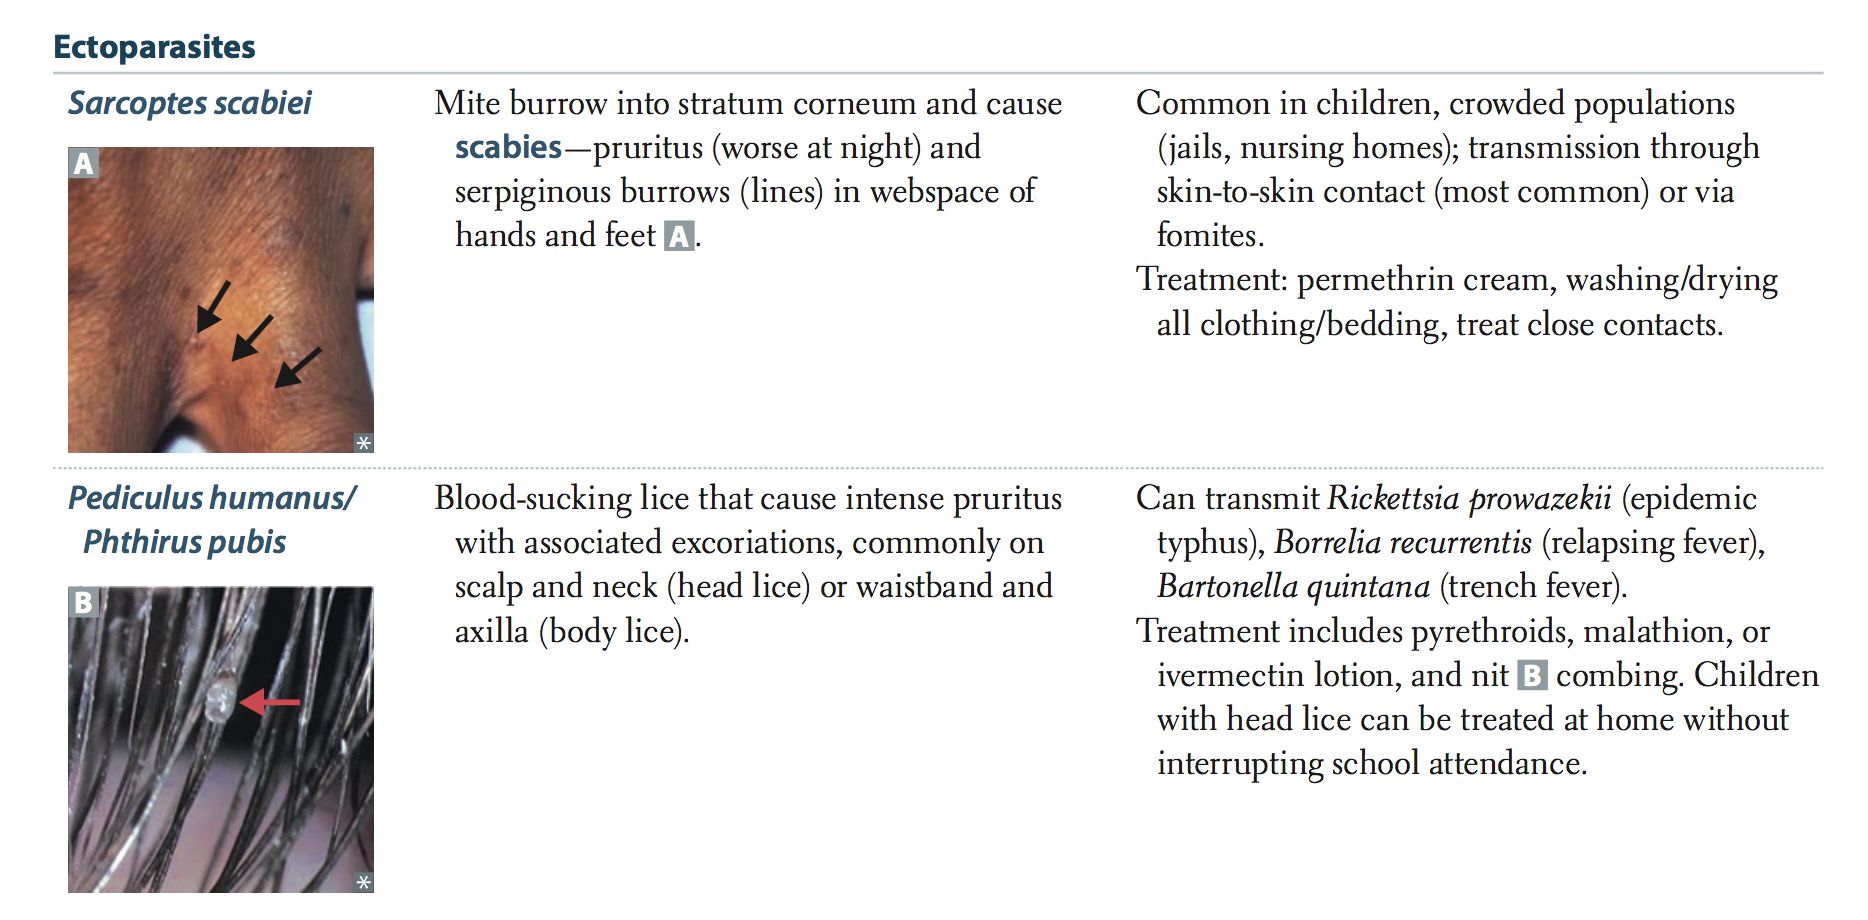 Ectoparasites
Sarcoptes scabiei
A
Mite burrow into stratum corneum and cause
scabies—pruritus (worse at night) and
serpiginous burrows (lines) in webspace of
hands and feet A.
Common in children, crowded populations
(jails, nursing homes); transmission through
skin-to-skin contact (most common) or via
fomites.
Treatment: permethrin cream, washing/drying
all clothing/bedding, treat close contacts.
*
Pediculus humanus/
Phthirus pubis
B
Blood-sucking lice that cause intense pruritus
with associated excoriations, commonly on
scalp and neck (head lice) or waistband and
axilla (body lice).
Can transmit Rickettsia prowazekii (epidemic
typhus), Borrelia recurrentis (relapsing fever),
Bartonella quintana (trench fever).
Treatment includes pyrethroids, malathion, or
ivermectin lotion, and nit B combing. Children
with head lice can be treated at home without
interrupting school attendance.
*